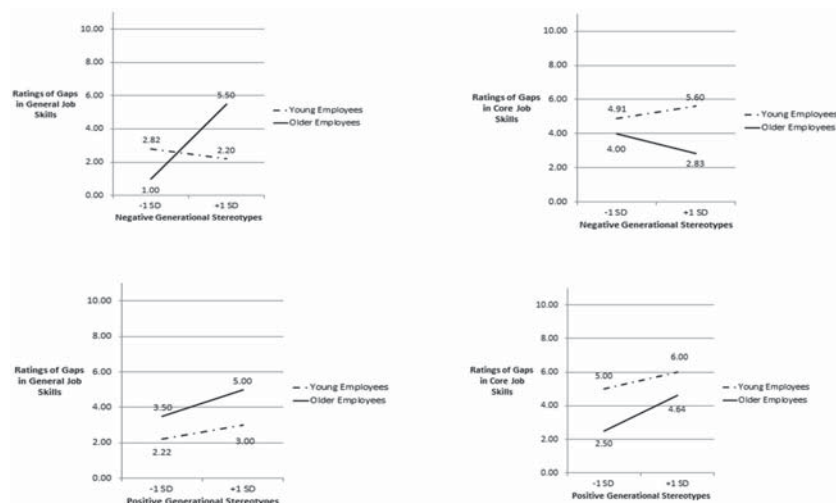 10.00
8.00
Ratings of Gaps
in General Job
Skills
6.00
4.00
2.00
0.00
5.50
2.82
2.20
1.00
-1 SD
+1 SD
Negative Generational Stereotypes
Young Employees
Older Employees
10.00
8.00
Ratings of Gaps
in Core Job
Skills
6.00
4.00
2.00
0.00
4.91
5.60
4.00
2.83
-1 SD
+1 SD
Negative Generational Stereotypes
Young Employees
Older Employees
10.00
8.00
Ratings of Gaps
in General Job
Skills
6.00
4.00
2.00
0.00
3.50
5.00
2.22
3.00
-1 SD
+1 SD
Positive Generational Stereotypes
Young Employees
Older Employees
10.00
8.00
Ratings of Gaps
in Core Job
Skills
6.00
4.00
2.00
0.00
5.00
6.00
2.50
4.64
-1 SD
+1 SD
Positive Generational Stereotypes
Young Employees
Older Employees